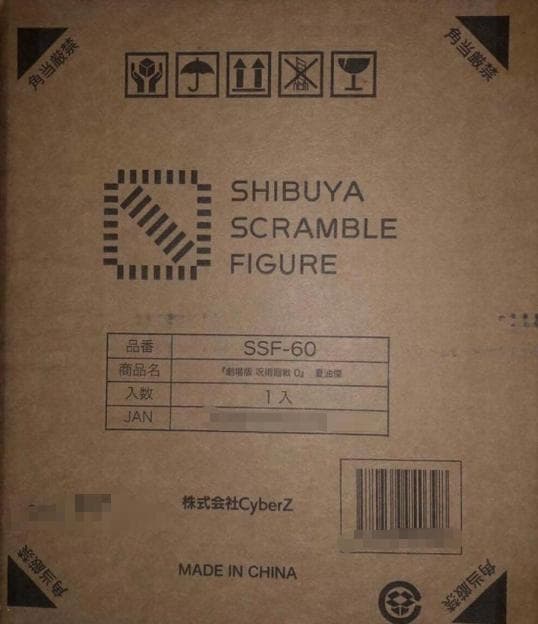 角当厳禁
角当厳禁
SHIBUYA
SCRAMBLE
FIGURE
品番 SSF-60
商品名 『劇場版 呪術廻戦 0』 夏油傑
入数 1入
JAN
株式会社CyberZ
MADE IN CHINA
角当厳禁
角当厳禁